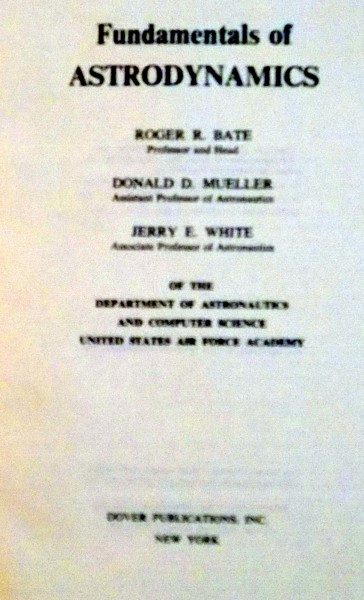 Fundamentals of
ASTRODYNAMICS
ROGER R. BATE
Professor and Head
DONALD D. MUELLER
Assistant Professor of Astronautics
JERRY E. WHITE
Associate Professor of Astronautics
OF THE
DEPARTMENT OF ASTRONAUTICS
AND COMPUTER SCIENCE
UNITED STATES AIR FORCE ACADEMY
DOVER PUBLICATIONS, INC.
NEW YORK